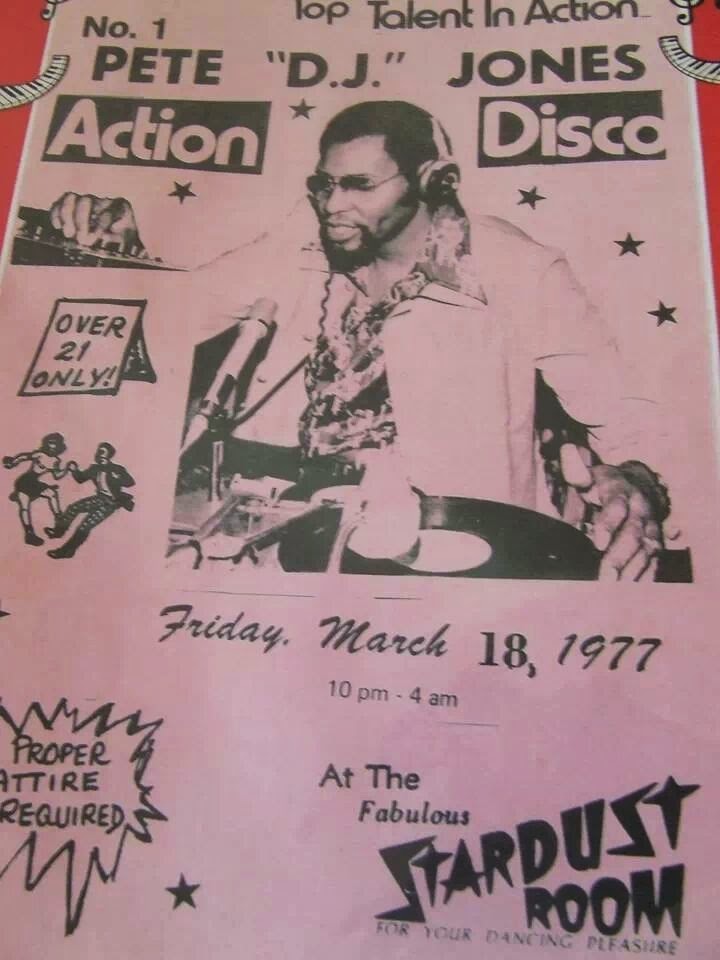 Top Talent In Action
No. 1
PETE "D.J." JONES
Action Disco
OVER
21
ONLY!
Friday, March 18, 1977
10 pm - 4 am
PROPER
ATTIRE
REQUIRED
At The
Fabulous
STARDUST
ROOM
FOR YOUR DANCING PLEASURE